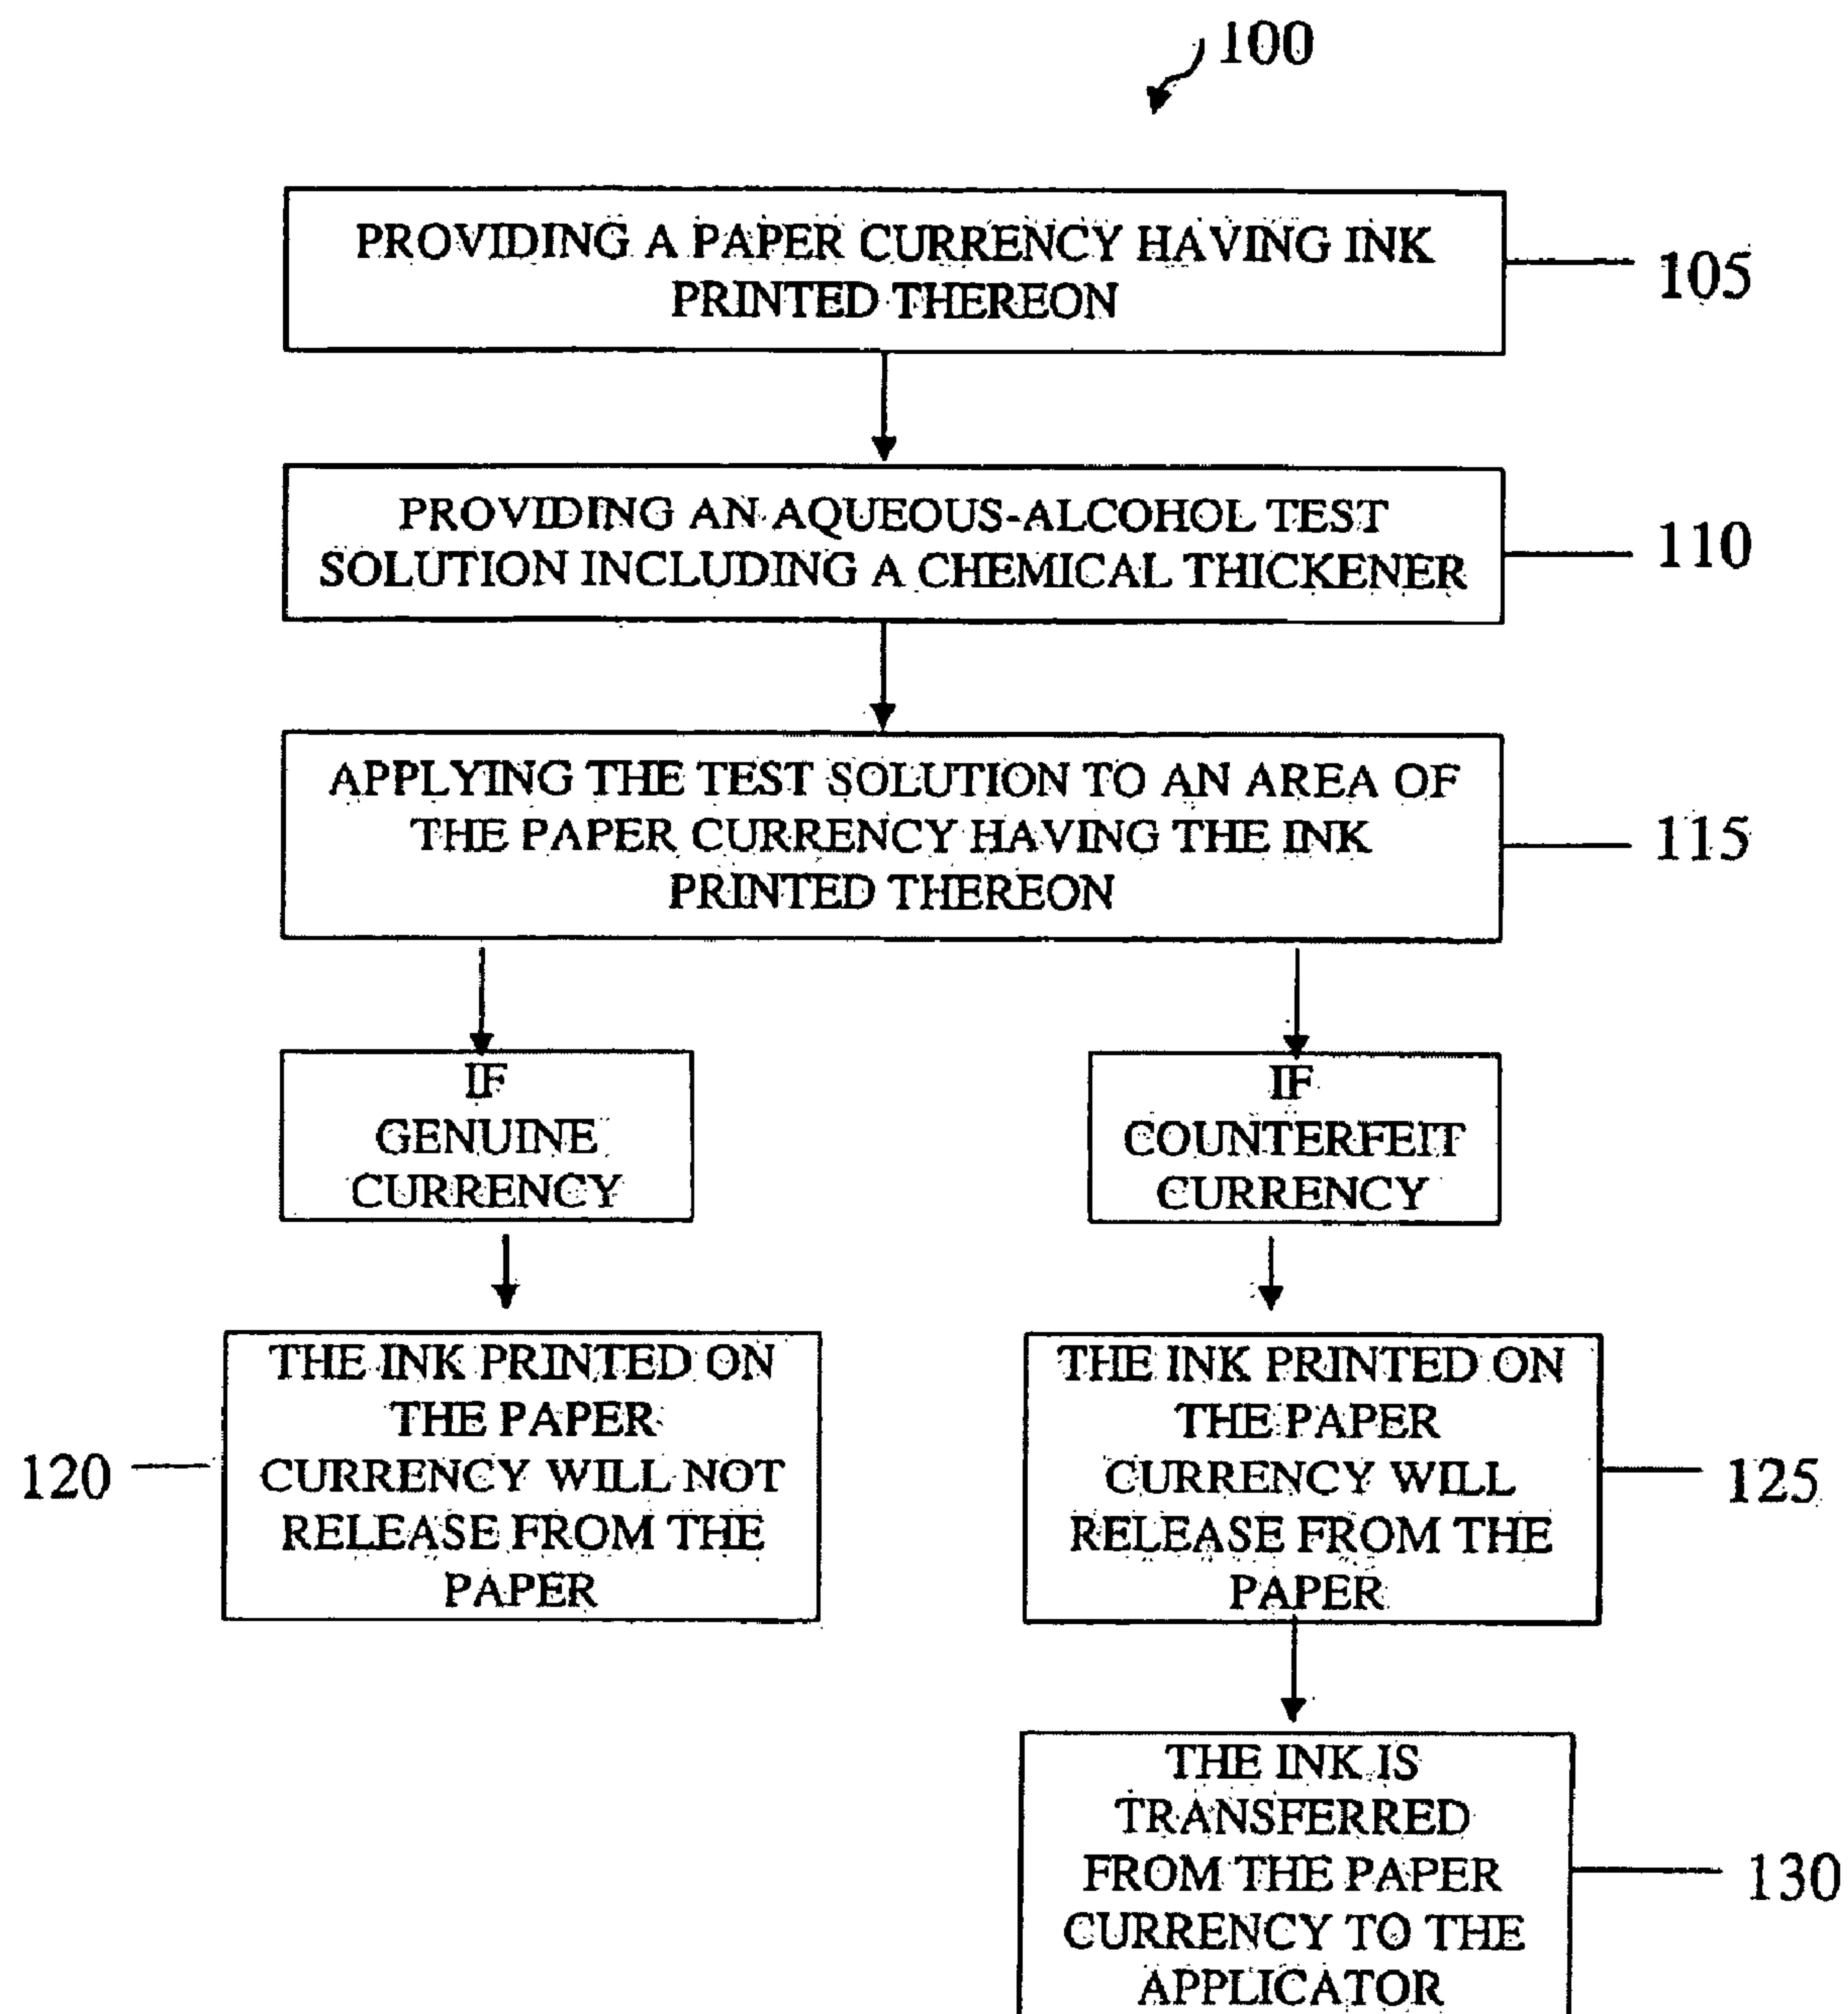 100
PROVIDING A PAPER CURRENCY HAVING INK
PRINTED THEREON
105
PROVIDING AN AQUEOUS-ALCOHOL TEST
SOLUTION INCLUDING A CHEMICAL THICKENER
110
APPLYING THE TEST SOLUTION TO AN AREA OF
THE PAPER CURRENCY HAVING THE INK
PRINTED THEREON
115
IF
GENUINE
CURRENCY
IF
COUNTERFEIT
CURRENCY
THE INK PRINTED ON
THE PAPER
CURRENCY WILL NOT
RELEASE FROM THE
PAPER
120
THE INK PRINTED ON
THE PAPER
CURRENCY WILL
RELEASE FROM THE
PAPER
125
THE INK IS
TRANSFERRED
FROM THE PAPER
CURRENCY TO THE
APPLICATOR
130